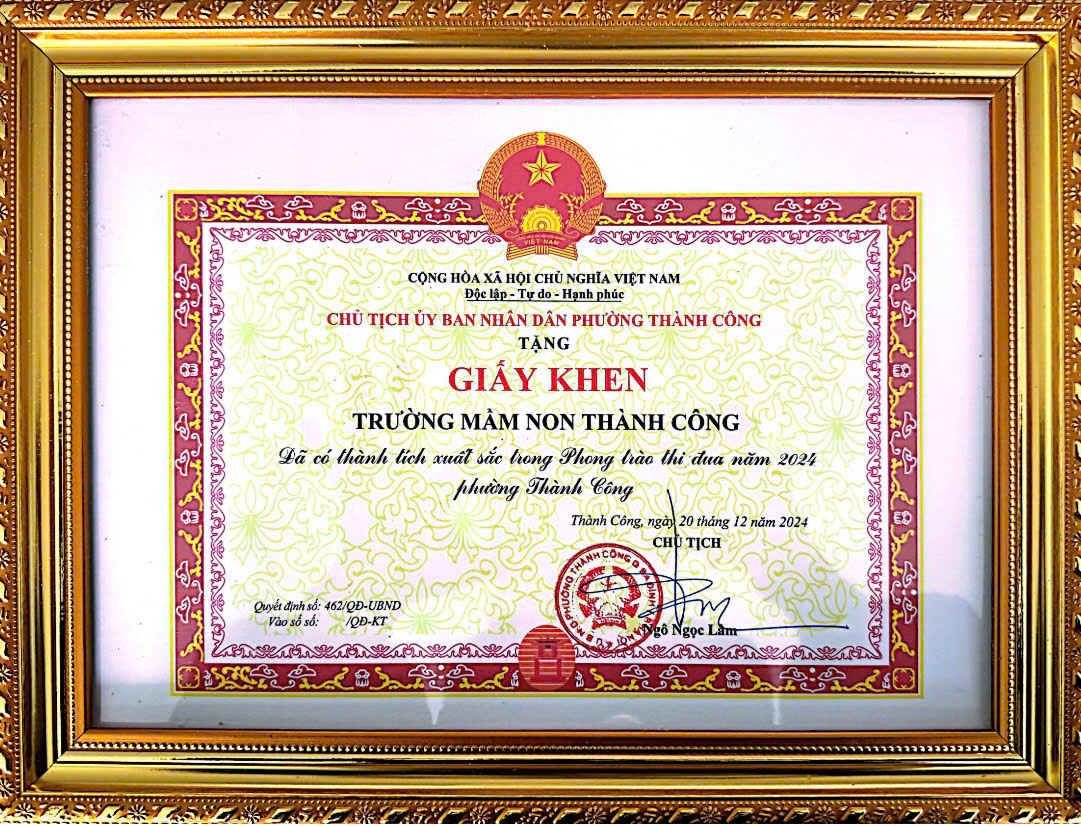 VIỆT NAM
CỘNG HÒA XÃ HỘI CHỦ NGHĨA VIỆT NAM
Độc lập - Tự do - Hạnh phúc
CHỦ TỊCH ỦY BAN NHÂN DÂN PHƯỜNG THÀNH CÔNG
TẶNG
GIẤY KHEN
TRƯỜNG MẦM NON THÀNH CÔNG
Đã có thành tích xuất sắc trong Phong trào thi đua năm 2024
phường Thành Công
Thành Công, ngày 20 tháng 12 năm 2024
CHỦ TỊCH
PHƯỜNG THÀNH CÔNG
Quyết định số: 462/QĐ-UBND
Vào sổ số: /QĐ-KT
Ngô Ngọc Lâm